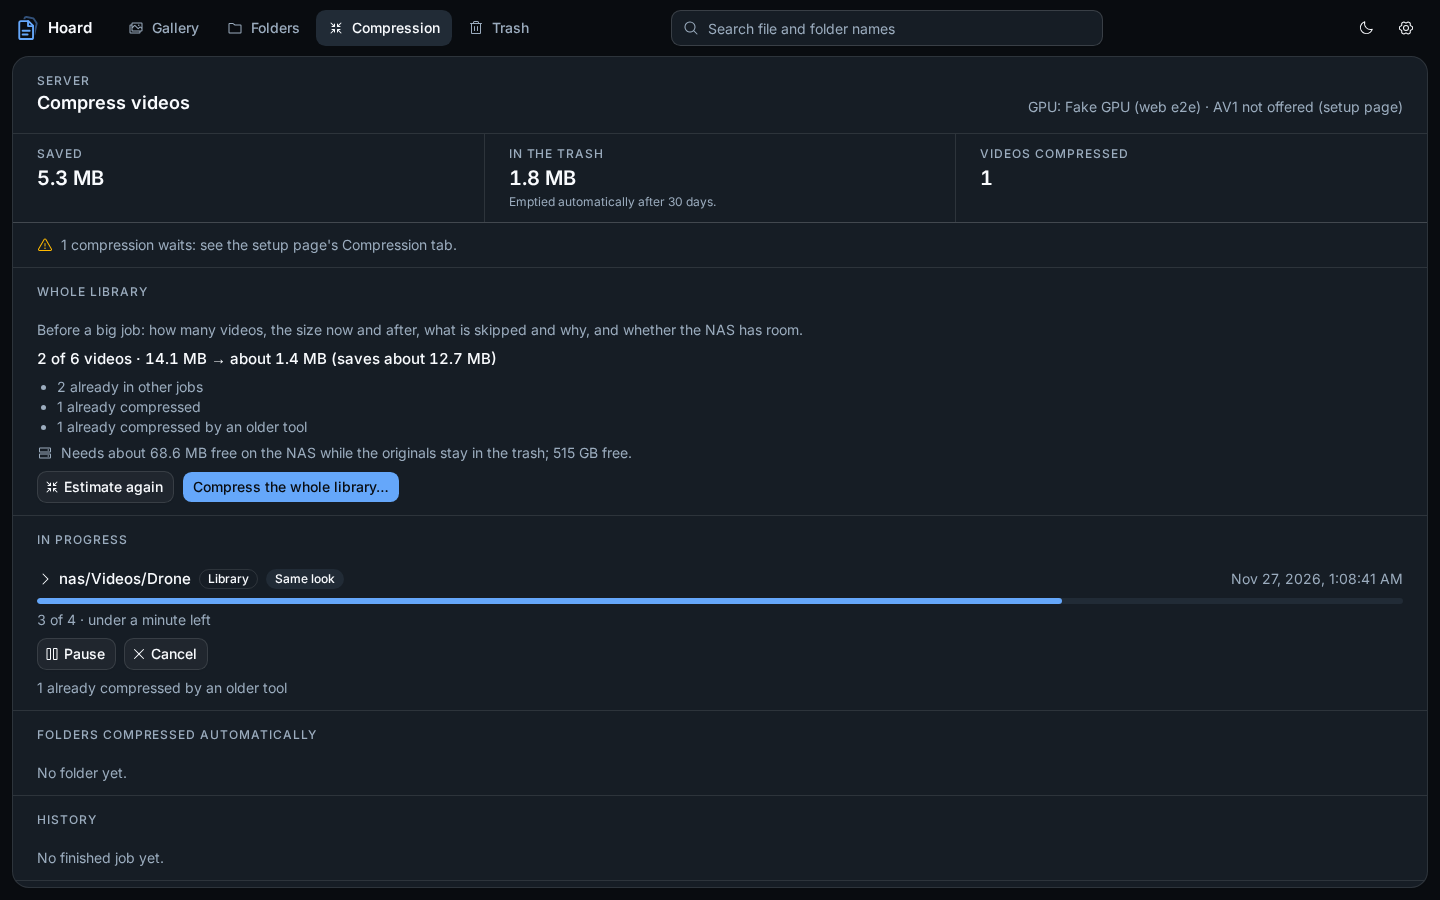 Hoard
Gallery
Folders
Compression
Trash
Search file and folder names
SERVER
Compress videos
GPU: Fake GPU (web e2e) · AV1 not offered (setup page)
SAVED
5.3 MB
IN THE TRASH
1.8 MB
Emptied automatically after 30 days.
VIDEOS COMPRESSED
1
1 compression waits: see the setup page's Compression tab.
WHOLE LIBRARY
Before a big job: how many videos, the size now and after, what is skipped and why, and whether the NAS has room.
2 of 6 videos · 14.1 MB → about 1.4 MB (saves about 12.7 MB)
2 already in other jobs
1 already compressed
1 already compressed by an older tool
Needs about 68.6 MB free on the NAS while the originals stay in the trash; 515 GB free.
Estimate again
Compress the whole library...
IN PROGRESS
nas/Videos/Drone
Library
Same look
Nov 27, 2026, 1:08:41 AM
3 of 4 · under a minute left
Pause
Cancel
1 already compressed by an older tool
FOLDERS COMPRESSED AUTOMATICALLY
No folder yet.
HISTORY
No finished job yet.